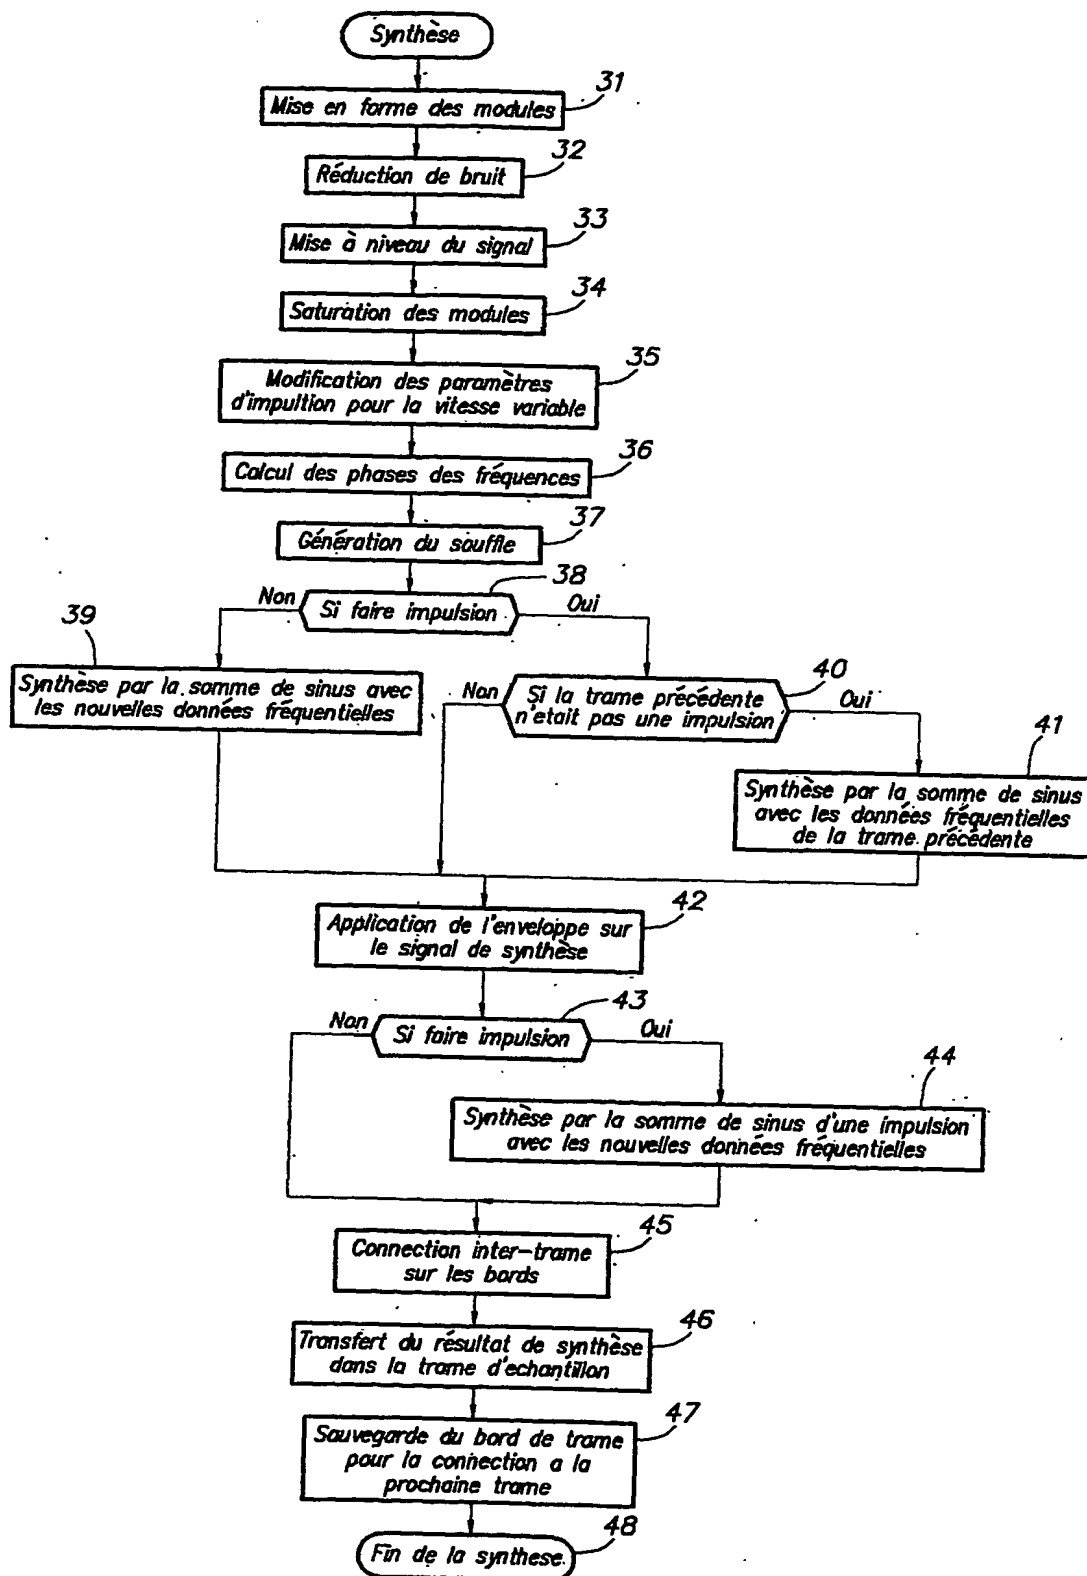 Synthèse
31
Mise en forme des modules
32
Réduction de bruit
33
Mise à niveau du signal
34
Saturation des modules
35
Modification des paramètres
d'impultion pour la vitesse variable
36
Calcul des phases des fréquences
37
Génération du souffle
38
Non
Si faire impulsion
Oui
39
Synthèse par la somme de sinus avec
les nouvelles données fréquentielles
40
Non
Si la trame précédente
n'etait pas une impulsion
Oui
41
Synthèse par la somme de sinus
avec les données fréquentielles
de la trame précédente
42
Application de l'enveloppe sur
le signal de synthèse
43
Non
Si faire impulsion
Oui
44
Synthèse par la somme de sinus d'une impulsion
avec les nouvelles données fréquentielles
45
Connection inter-trame
sur les bords
46
Transfert du résultat de synthèse
dans la trame d'echantillon
47
Sauvegarde du bord de trame
pour la connection a la
prochaine trame
48
Fin de la synthese